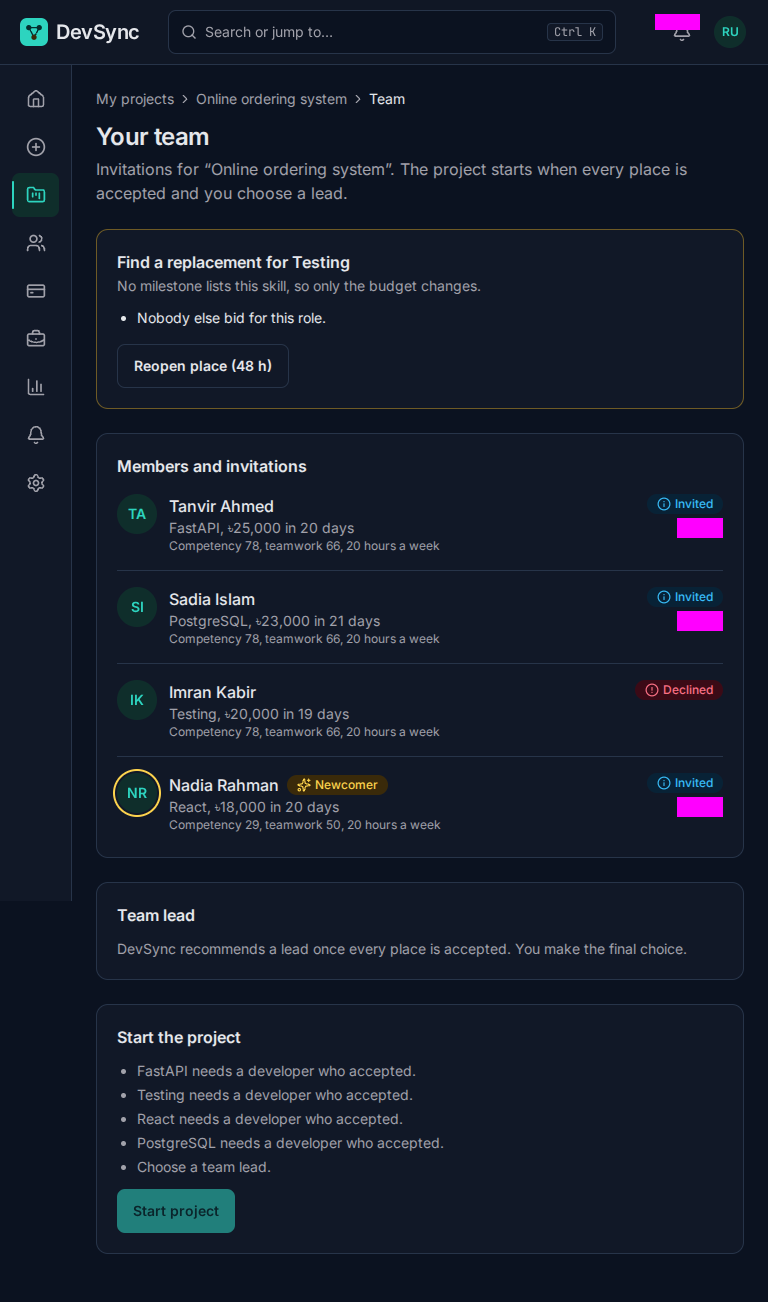 DevSync
Search or jump to...
Ctrl K
RU
My projects > Online ordering system > Team
Your team
Invitations for “Online ordering system”. The project starts when every place is
accepted and you choose a lead.
Find a replacement for Testing
No milestone lists this skill, so only the budget changes.
• Nobody else bid for this role.
Reopen place (48 h)
Members and invitations
TA
Tanvir Ahmed
Invited
FastAPI, ৳25,000 in 20 days
Competency 78, teamwork 66, 20 hours a week
SI
Sadia Islam
Invited
PostgreSQL, ৳23,000 in 21 days
Competency 78, teamwork 66, 20 hours a week
IK
Imran Kabir
Declined
Testing, ৳20,000 in 19 days
Competency 78, teamwork 66, 20 hours a week
NR
Nadia Rahman
Newcomer
Invited
React, ৳18,000 in 20 days
Competency 29, teamwork 50, 20 hours a week
Team lead
DevSync recommends a lead once every place is accepted. You make the final choice.
Start the project
• FastAPI needs a developer who accepted.
• Testing needs a developer who accepted.
• React needs a developer who accepted.
• PostgreSQL needs a developer who accepted.
• Choose a team lead.
Start project